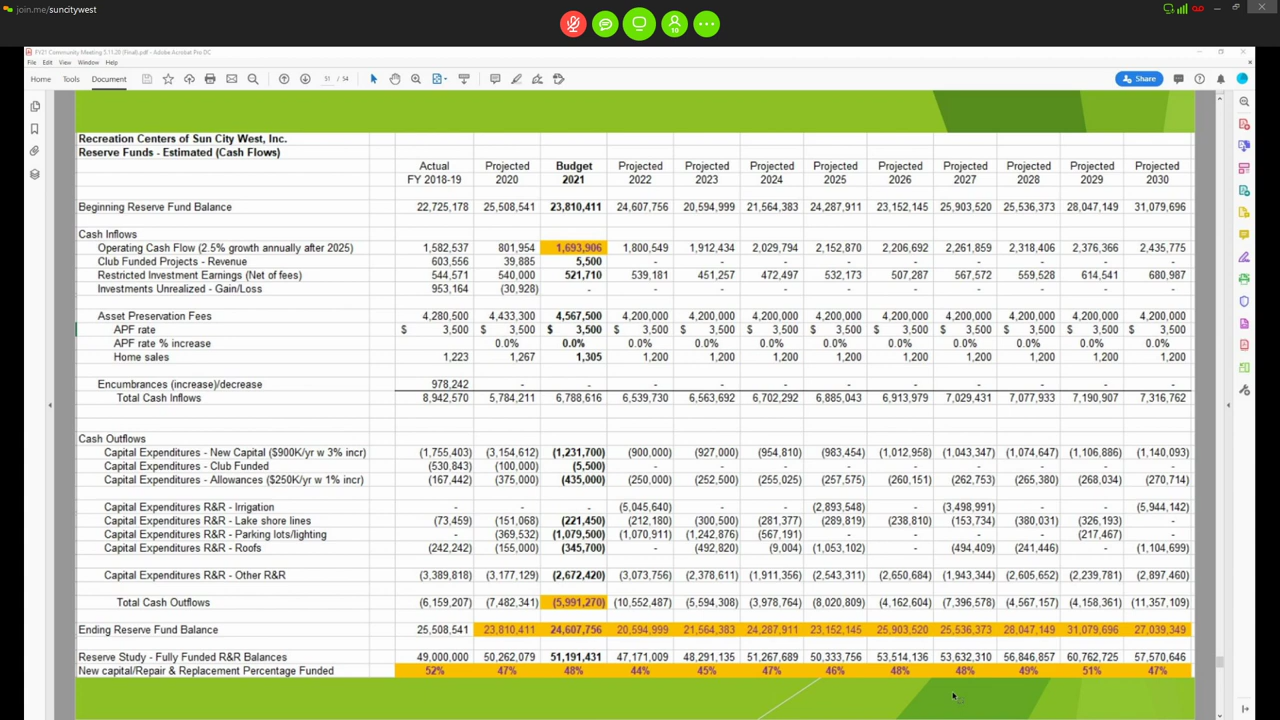 join.me/suncitywest
10
FY21 Community Meeting 5.11.20 (Final).pdf - Adobe Acrobat Pro DC
File Edit View Window Help
Home Tools Document 51 / 54 Share
Recreation Centers of Sun City West, Inc.
Reserve Funds - Estimated (Cash Flows)
Actual Projected Budget Projected Projected Projected Projected Projected Projected Projected Projected Projected
FY 2018-19 2020 2021 2022 2023 2024 2025 2026 2027 2028 2029 2030
Beginning Reserve Fund Balance 22,725,178 25,508,541 3,810,411 24,607,756 20,594,999 21,564,383 24,287,911 23,152,145 25,903,520 25,536,373 28,047,149 31,079,696
Cash Inflows
Operating Cash Flow (2.5% growth annually after 2025) 1,582,537 801,954 1,693,906 1,800,549 1,912,434 2,029,794 2,152,870 2,206,692 2,261,859 2,318,406 2,376,366 2,435,775
Club Funded Projects - Revenue 603,556 39,885 5,500 - - - - - - - - -
Restricted Investment Earnings (Net of fees) 544,571 540,000 521,710 539,181 451,257 472,497 532,173 507,287 567,572 559,528 614,541 680,987
Investments Unrealized - Gain/Loss 953,164 (30,928) - - - - - - - - - -
Asset Preservation Fees 4,280,500 4,433,300 4,567,500 4,200,000 4,200,000 4,200,000 4,200,000 4,200,000 4,200,000 4,200,000 4,200,000 4,200,000
APF rate $ 3,500 $ 3,500 $ 3,500 $ 3,500 $ 3,500 $ 3,500 $ 3,500 $ 3,500 $ 3,500 $ 3,500 $ 3,500 $ 3,500
APF rate % increase 0.0% 0.0% 0.0% 0.0% 0.0% 0.0% 0.0% 0.0% 0.0% 0.0% 0.0%
Home sales 1,223 1,267 1,305 1,200 1,200 1,200 1,200 1,200 1,200 1,200 1,200 1,200
Encumbrances (increase)/decrease 978,242 - - - - - - - - - - -
Total Cash Inflows 8,942,570 5,784,211 6,788,616 6,539,730 6,563,692 6,702,292 6,885,043 6,913,979 7,029,431 7,077,933 7,190,907 7,316,762
Cash Outflows
Capital Expenditures - New Capital ($900K/yr w 3% incr) (1,755,403) (3,154,612) (1,231,700) (900,000) (927,000) (954,810) (983,454) (1,012,958) (1,043,347) (1,074,647) (1,106,886) (1,140,093)
Capital Expenditures - Club Funded (530,843) (100,000) (5,500) - - - - - - - - -
Capital Expenditures - Allowances ($250K/yr w 1% incr) (167,442) (375,000) (435,000) (250,000) (252,500) (255,025) (257,575) (260,151) (262,753) (265,380) (268,034) (270,714)
Capital Expenditures R&R - Irrigation - - - (5,045,640) - - (2,893,548) - (3,498,991) - - (5,944,142)
Capital Expenditures R&R - Lake shore lines (73,459) (151,068) (221,450) (212,180) (300,500) (281,377) (289,819) (238,810) (153,734) (380,031) (326,193) -
Capital Expenditures R&R - Parking lots/lighting - (369,532) (1,079,500) (1,070,911) (1,242,876) (567,191) - - - - (217,467) -
Capital Expenditures R&R - Roofs (242,242) (155,000) (345,700) - (492,820) (9,004) (1,053,102) - (494,409) (241,446) - (1,104,699)
Capital Expenditures R&R - Other R&R (3,389,818) (3,177,129) (2,672,420) (3,073,756) (2,378,611) (1,911,356) (2,543,311) (2,650,684) (1,943,344) (2,605,652) (2,239,781) (2,897,460)
Total Cash Outflows (6,159,207) (7,482,341) (5,991,270) (10,552,487) (5,594,308) (3,978,764) (8,020,809) (4,162,604) (7,396,578) (4,567,157) (4,158,361) (11,357,109)
Ending Reserve Fund Balance 25,508,541 23,810,411 24,607,756 20,594,999 21,564,383 24,287,911 23,152,145 25,903,520 25,536,373 28,047,149 31,079,696 27,039,349
Reserve Study - Fully Funded R&R Balances 49,000,000 50,262,079 51,191,431 47,171,009 48,291,135 51,267,689 50,333,756 53,514,136 53,632,310 56,846,857 60,762,725 57,570,646
New capital/Repair & Replacement Percentage Funded 52% 47% 48% 44% 45% 47% 46% 48% 48% 49% 51% 47%